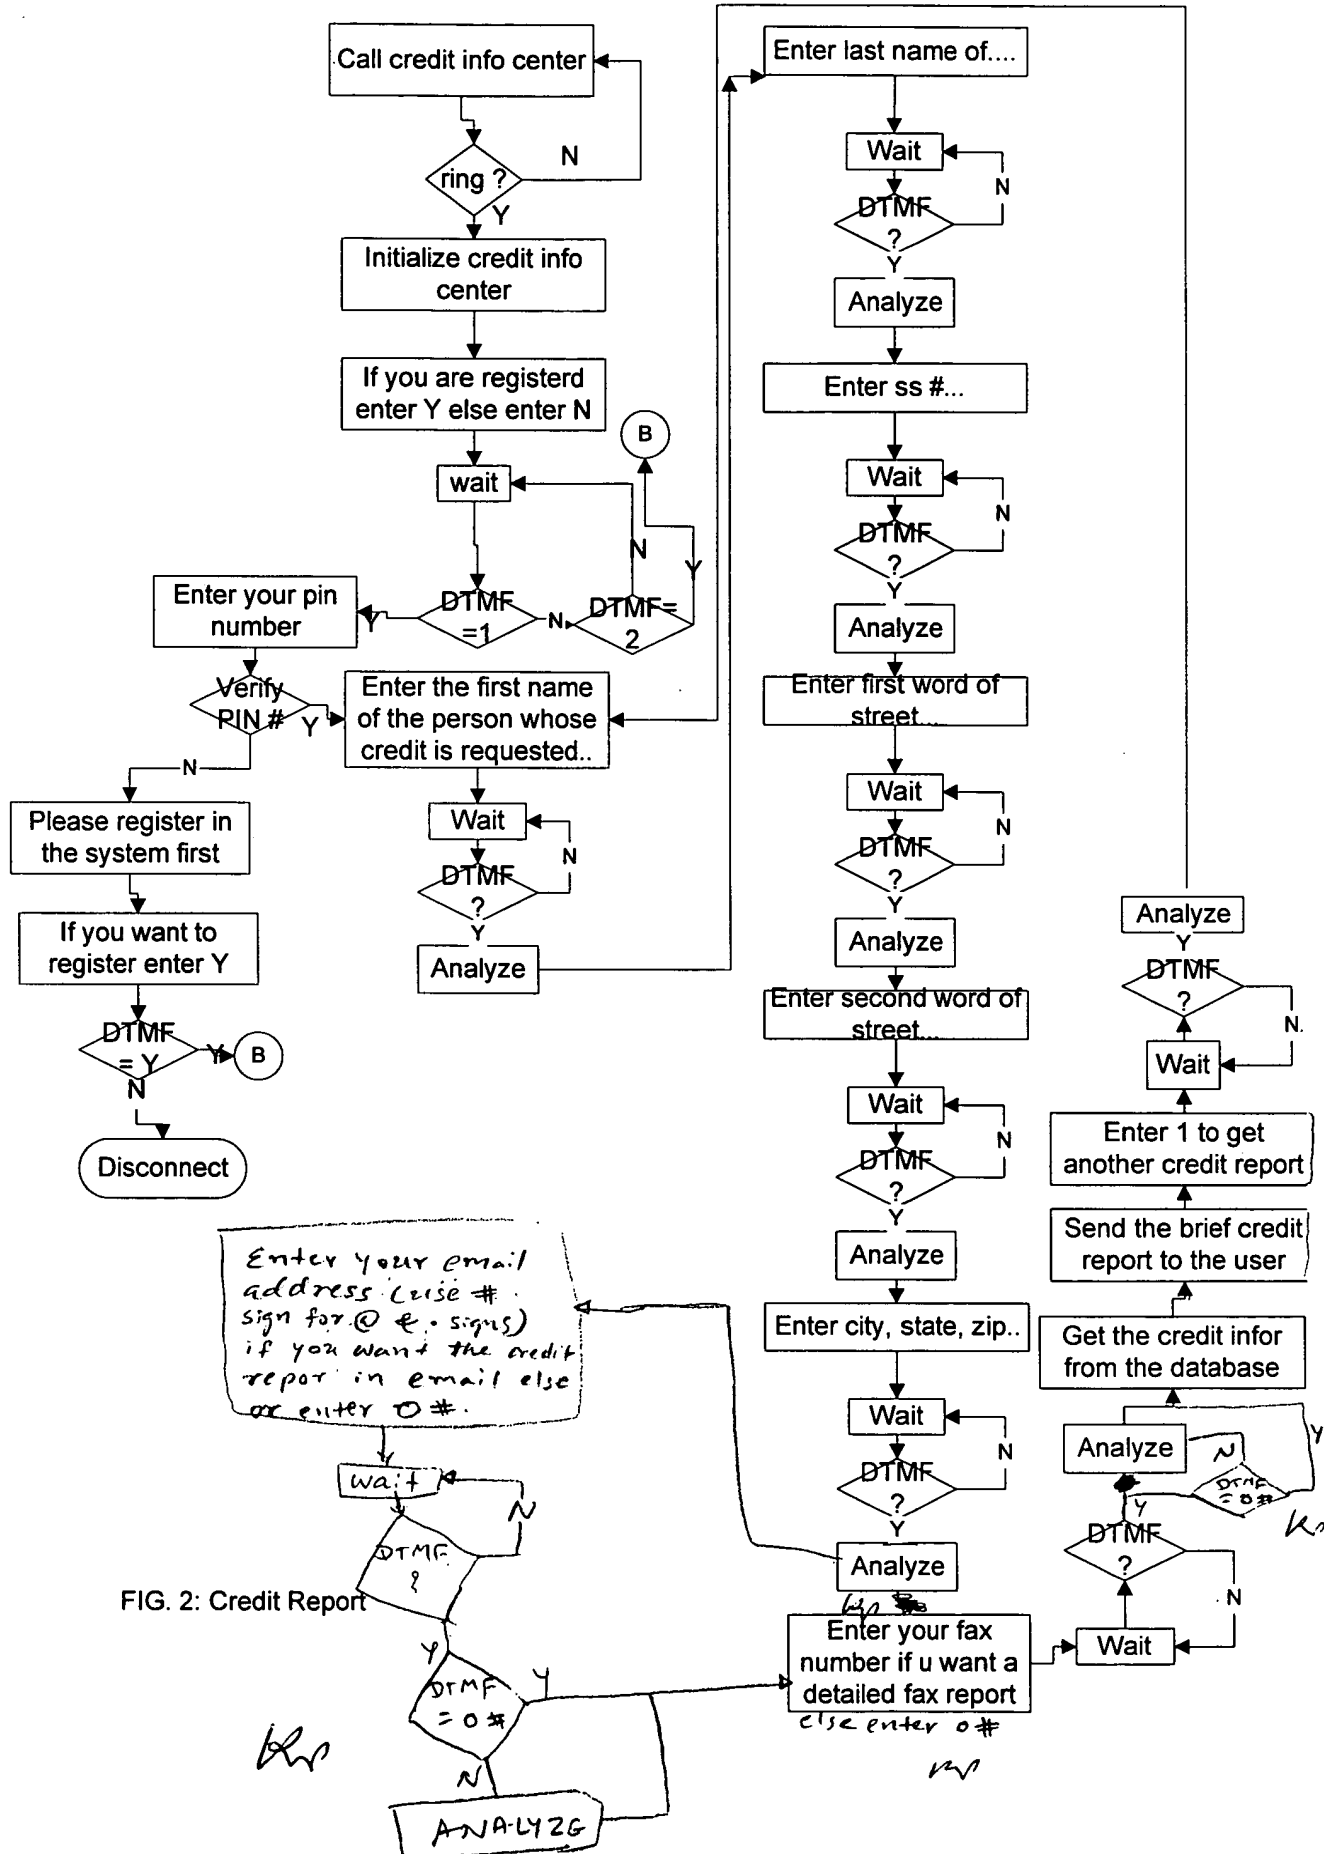 Call credit info center
ring ?
N
Y
Initialize credit info
center
If you are registerd
enter Y else enter N
wait
B
N
Y
DTMF
=1
N
DTMF=
2
Y
Enter your pin
number
Verify
PIN #
Y
N
Enter the first name
of the person whose
credit is requested..
Wait
N
DTMF
?
Y
Analyze
Please register in
the system first
If you want to
register enter Y
DTMF
= Y
Y
B
N
Disconnect
Enter last name of....
Wait
N
DTMF
?
Y
Analyze
Enter ss #...
Wait
N
DTMF
?
Y
Analyze
Enter first word of
street...
Wait
N
DTMF
?
Y
Analyze
Enter second word of
street...
Wait
N
DTMF
?
Y
Analyze
Enter city, state, zip..
Wait
N
DTMF
?
Y
Analyze
Enter your email
address (use #
sign for @ & . signs)
if you want the credit
repor in email else
or enter 0 #.
wait
N
DTMF
?
Y
DTMF
= 0 #
Y
N
ANALYZE
Enter your fax
number if u want a
detailed fax report
else enter 0 #
Wait
N
DTMF
?
Y
DTMF
= 0 #
N
Y
Analyze
Get the credit infor
from the database
Send the brief credit
report to the user
Enter 1 to get
another credit report
Wait
N
DTMF
?
Y
Analyze
FIG. 2: Credit Report